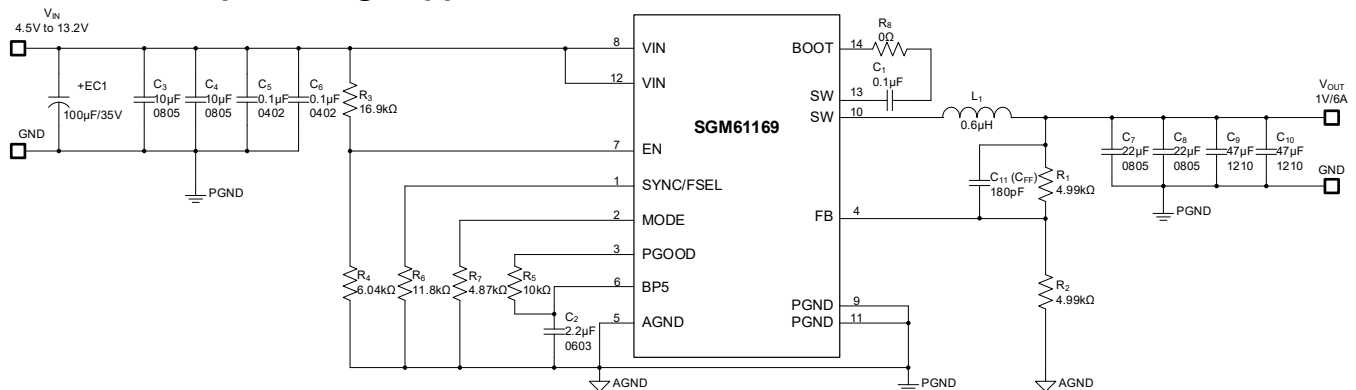 V_IN
4.5V to 13.2V
GND
+EC1
100µF/35V
C3
10µF
0805
C4
10µF
0805
C5
0.1µF
0402
C6
0.1µF
0402
R3
16.9kΩ
PGND
R4
6.04kΩ
R6
11.8kΩ
R7
4.87kΩ
R5
10kΩ
C2
2.2µF
0603
AGND
8 VIN
12 VIN
7 EN
1 SYNC/FSEL
2 MODE
3 PGOOD
6 BP5
5 AGND
SGM61169
BOOT 14
SW 13
SW 10
FB 4
PGND 9
PGND 11
R8
0Ω
C1
0.1µF
L1
0.6µH
C11 (CFF)
180pF
R1
4.99kΩ
R2
4.99kΩ
PGND
AGND
C7
22µF
0805
C8
22µF
0805
C9
47µF
1210
C10
47µF
1210
PGND
VOUT
1V/6A
GND